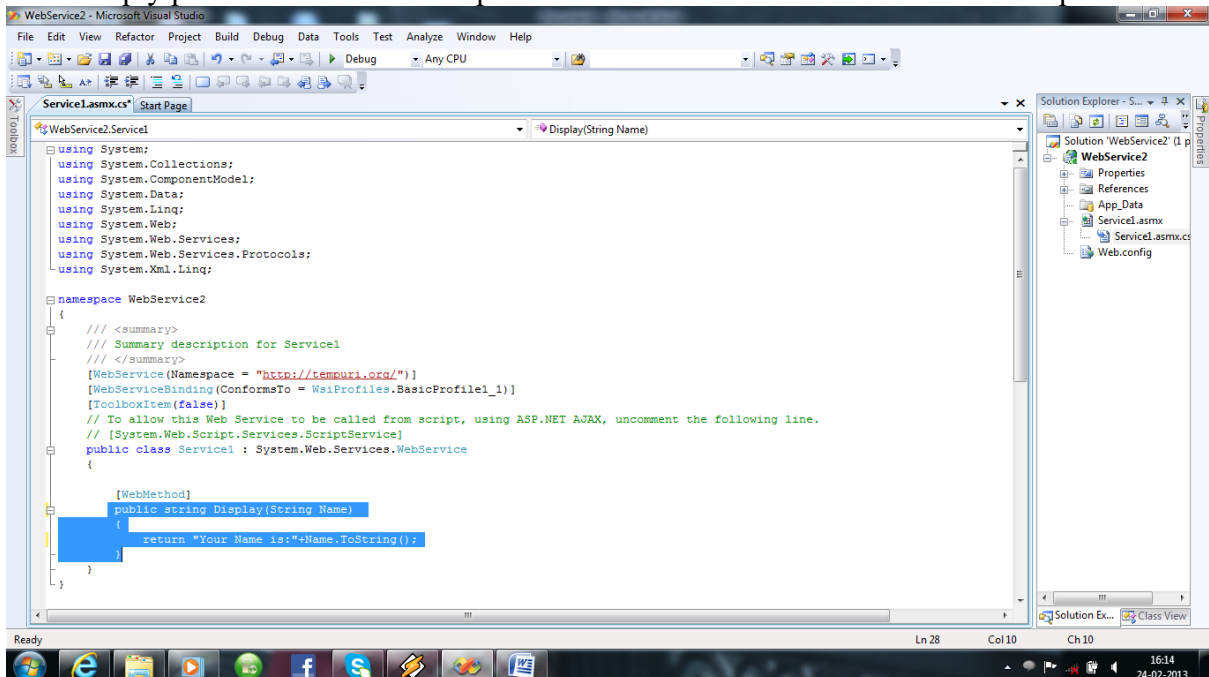 WebService2 - Microsoft Visual Studio
File Edit View Refactor Project Build Debug Data Tools Test Analyze Window Help
Debug Any CPU
Service1.asmx.cs* Start Page
Solution Explorer - S...
Toolbox
Properties
WebService2.Service1 Display(String Name)
Solution 'WebService2' (1 p
WebService2
Properties
References
App_Data
Service1.asmx
Service1.asmx.cs
Web.config
using System;
using System.Collections;
using System.ComponentModel;
using System.Data;
using System.Linq;
using System.Web;
using System.Web.Services;
using System.Web.Services.Protocols;
using System.Xml.Linq;
namespace WebService2
{
/// <summary>
/// Summary description for Service1
/// </summary>
[WebService(Namespace = "http://tempuri.org/")]
[WebServiceBinding(ConformsTo = WsiProfiles.BasicProfile1_1)]
[ToolboxItem(false)]
// To allow this Web Service to be called from script, using ASP.NET AJAX, uncomment the following line.
// [System.Web.Script.Services.ScriptService]
public class Service1 : System.Web.Services.WebService
{
[WebMethod]
public string Display(String Name)
{
return "Your Name is:"+Name.ToString();
}
}
}
Solution Ex... Class View
Ready Ln 28 Col 10 Ch 10
16:14
24-02-2013